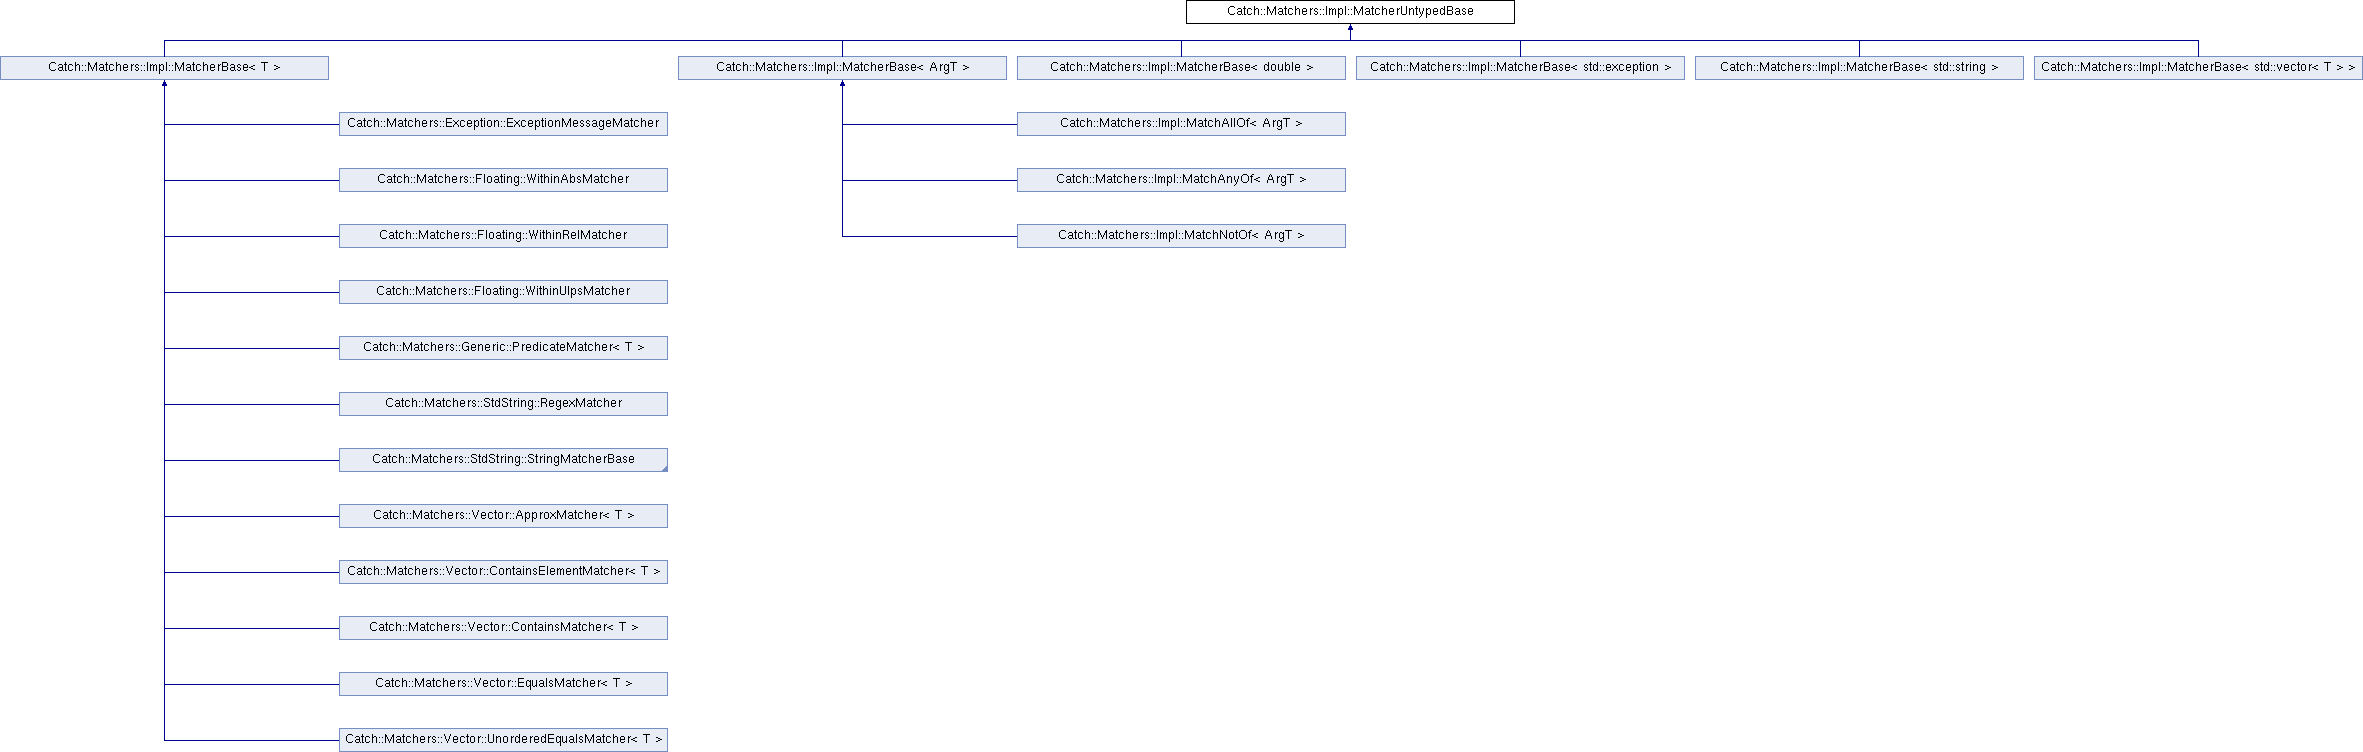 Catch::Matchers::Impl::MatcherUntypedBase
Catch::Matchers::Impl::MatcherBase< T >
Catch::Matchers::Impl::MatcherBase< ArgT >
Catch::Matchers::Impl::MatcherBase< double >
Catch::Matchers::Impl::MatcherBase< std::exception >
Catch::Matchers::Impl::MatcherBase< std::string >
Catch::Matchers::Impl::MatcherBase< std::vector< T > >
Catch::Matchers::Exception::ExceptionMessageMatcher
Catch::Matchers::Impl::MatchAllOf< ArgT >
Catch::Matchers::Floating::WithinAbsMatcher
Catch::Matchers::Impl::MatchAnyOf< ArgT >
Catch::Matchers::Floating::WithinRelMatcher
Catch::Matchers::Impl::MatchNotOf< ArgT >
Catch::Matchers::Floating::WithinUlpsMatcher
Catch::Matchers::Generic::PredicateMatcher< T >
Catch::Matchers::StdString::RegexMatcher
Catch::Matchers::StdString::StringMatcherBase
Catch::Matchers::Vector::ApproxMatcher< T >
Catch::Matchers::Vector::ContainsElementMatcher< T >
Catch::Matchers::Vector::ContainsMatcher< T >
Catch::Matchers::Vector::EqualsMatcher< T >
Catch::Matchers::Vector::UnorderedEqualsMatcher< T >